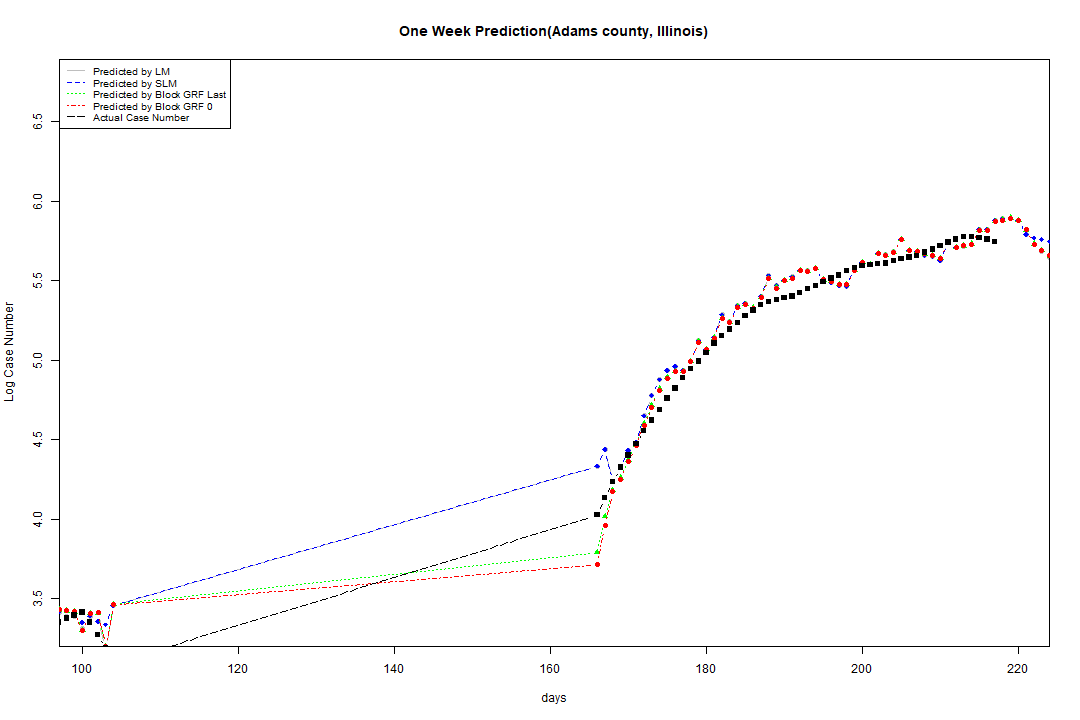 One Week Prediction(Adams county, Illinois)
Predicted by LM
Predicted by SLM
Predicted by Block GRF Last
Predicted by Block GRF 0
Actual Case Number
6.5
6.0
5.5
5.0
4.5
4.0
3.5
Log Case Number
100 120 140 160 180 200 220
days